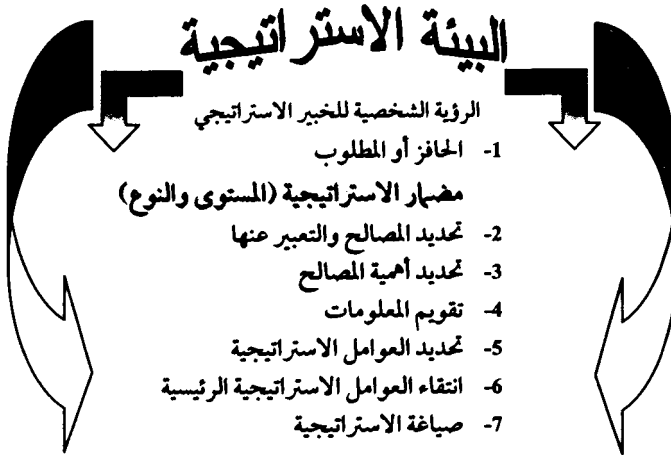 البيئة الاستراتيجية
الرؤية الشخصية للخبير الاستراتيجي
1- الحافز أو المطلوب
مضمار الاستراتيجية (المستوى والنوع)
2- تحديد المصالح والتعبير عنها
3- تحديد أهمية المصالح
4- تقويم المعلومات
5- تحديد العوامل الاستراتيجية
6- انتقاء العوامل الاستراتيجية الرئيسية
7- صياغة الاستراتيجية